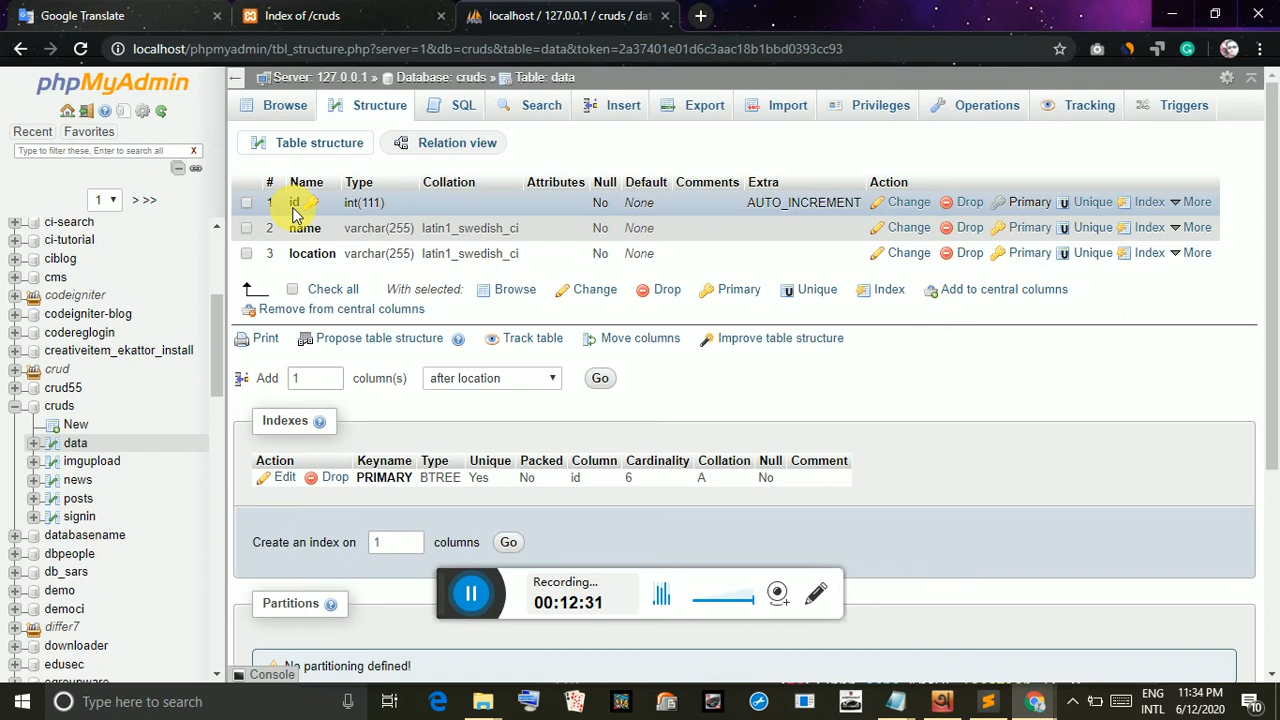 Google Translate
Index of /cruds
localhost / 127.0.0.1 / cruds / dat
localhost/phpmyadmin/tbl_structure.php?server=1&db=cruds&table=data&token=2a37401e01d6c3aac18b1bbd0393cc93
phpMyAdmin
Recent Favorites
Type to filter these, Enter to search all X
1 > >>
ci-search
ci-tutorial
ciblog
cms
codeigniter
codeigniter-blog
codereglogin
creativeitem_ekattor_install
crud
crud55
cruds
New
data
imgupload
news
posts
signin
databasename
dbpeople
db_sars
demo
democi
differ7
downloader
edusec
Server: 127.0.0.1 » Database: cruds » Table: data
Browse Structure SQL Search Insert Export Import Privileges Operations Tracking Triggers
Table structure Relation view
# Name Type Collation Attributes Null Default Comments Extra Action
1 id int(111) No None AUTO_INCREMENT Change Drop Primary Unique Index More
2 name varchar(255) latin1_swedish_ci No None Change Drop Primary Unique Index More
3 location varchar(255) latin1_swedish_ci No None Change Drop Primary Unique Index More
Check all With selected: Browse Change Drop Primary Unique Index Add to central columns
Remove from central columns
Print Propose table structure Track table Move columns Improve table structure
Add 1 column(s) after location Go
Indexes
Action Keyname Type Unique Packed Column Cardinality Collation Null Comment
Edit Drop PRIMARY BTREE Yes No id 6 A No
Create an index on 1 columns Go
Partitions
No partitioning defined!
Console
Recording...
00:12:31
Type here to search
ENG
INTL
11:34 PM
6/12/2020
10